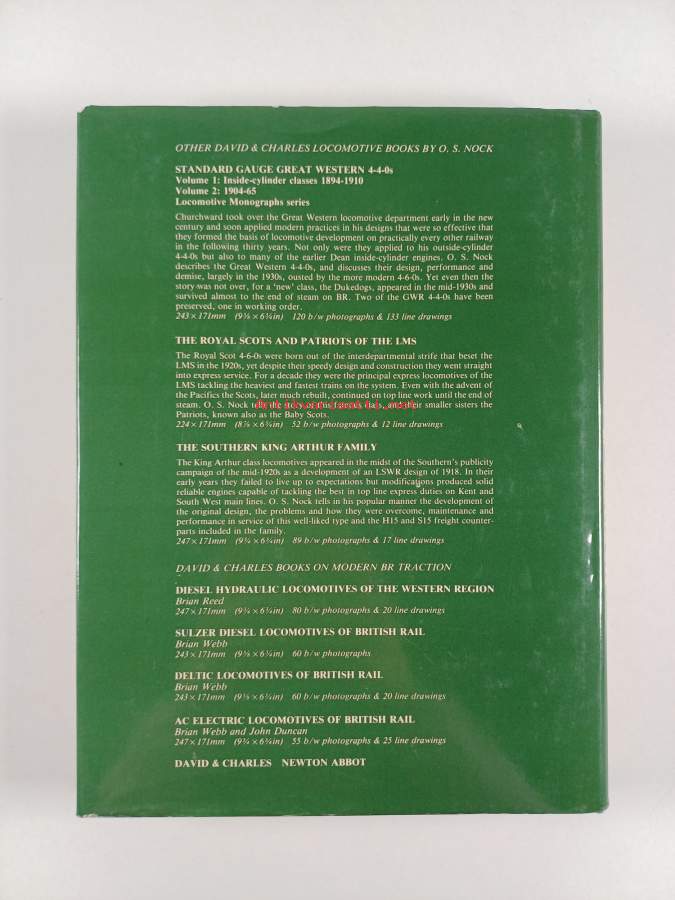 OTHER DAVID & CHARLES LOCOMOTIVE BOOKS BY O. S. NOCK
STANDARD GAUGE GREAT WESTERN 4-4-0s
Volume 1: Inside-cylinder classes 1894-1910
Volume 2: 1904-65
Locomotive Monographs series
Churchward took over the Great Western locomotive department early in the new
century and soon applied modern practices in his designs that were so effective that
they formed the basis of locomotive development on practically every other railway
in the following thirty years. Not only were they applied to his outside-cylinder
4-4-0s but also to many of the earlier Dean inside-cylinder engines. O. S. Nock
describes the Great Western 4-4-0s, and discusses their design, performance and
demise, largely in the 1930s, ousted by the more modern 4-6-0s. Yet even then the
story was not over, for a 'new' class, the Dukedogs, appeared in the mid-1930s and
survived almost to the end of steam on BR. Two of the GWR 4-4-0s have been
preserved, one in working order.
243×171mm (9⅝×6¾in) 120 b/w photographs & 133 line drawings
THE ROYAL SCOTS AND PATRIOTS OF THE LMS
The Royal Scot 4-6-0s were born out of the interdepartmental strife that beset the
LMS in the 1920s, yet despite their speedy design and construction they went straight
into express service. For a decade they were the principal express locomotives of the
LMS tackling the heaviest and fastest trains on the system. Even with the advent of
the Pacifics the Scots, later much rebuilt, continued on top line work until the end of
steam. O. S. Nock tells the story of this famous class, and their smaller sisters the
Patriots, known also as the Baby Scots.
224×171mm (8⅞×6¾in) 52 b/w photographs & 12 line drawings
THE SOUTHERN KING ARTHUR FAMILY
The King Arthur class locomotives appeared in the midst of the Southern's publicity
campaign of the mid-1920s as a development of an LSWR design of 1918. In their
early years they failed to live up to expectations but modifications produced solid
reliable engines capable of tackling the best in top line express duties on Kent and
South West main lines. O. S. Nock tells in his popular manner the development of
the original design, the problems and how they were overcome, maintenance and
performance in service of this well-liked type and the H15 and S15 freight counter-
parts included in the family.
247×171mm (9¾×6¾in) 89 b/w photographs & 17 line drawings
DAVID & CHARLES BOOKS ON MODERN BR TRACTION
DIESEL HYDRAULIC LOCOMOTIVES OF THE WESTERN REGION
Brian Reed
247×171mm (9¾×6¾in) 80 b/w photographs & 20 line drawings
SULZER DIESEL LOCOMOTIVES OF BRITISH RAIL
Brian Webb
243×171mm (9⅝×6¾in) 60 b/w photographs
DELTIC LOCOMOTIVES OF BRITISH RAIL
Brian Webb
243×171mm (9⅝×6¾in) 60 b/w photographs & 20 line drawings
AC ELECTRIC LOCOMOTIVES OF BRITISH RAIL
Brian Webb and John Duncan
247×171mm (9¾×6¾in) 55 b/w photographs & 25 line drawings
DAVID & CHARLES NEWTON ABBOT